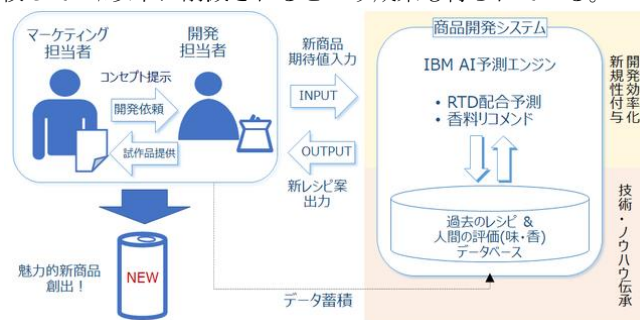 マーケティング
担当者
開発
担当者
コンセプト提示
開発依頼
試作品提供
新商品
期待値入力
INPUT
OUTPUT
新レシピ案
出力
商品開発システム
IBM AI予測エンジン
• RTD配合予測
• 香料リコメンド
過去のレシピ &
人間の評価(味・香)
データベース
開発効率化
新規性付与
技術・ノウハウ伝承
魅力的新商品
創出！
NEW
データ蓄積